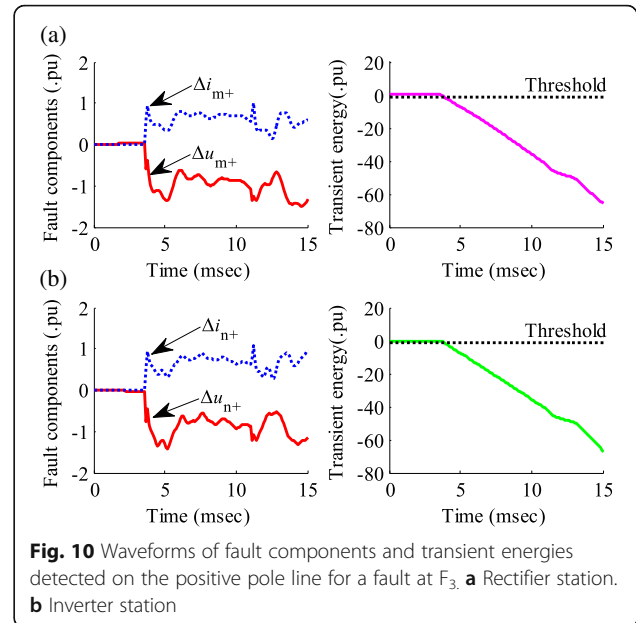 (a)
Fault components (.pu)
2
1
0
-1
-2
Δi m+
Δu m+
0 5 10 15
Time (msec)
Transient energy(.pu)
20
0
-20
-40
-60
-80
Threshold
0 5 10 15
Time (msec)
(b)
Fault components (.pu)
2
1
0
-1
-2
Δi n+
Δu n+
0 5 10 15
Time (msec)
Transient energy(.pu)
20
0
-20
-40
-60
80
Threshold
0 5 10 15
Time (msec)
Fig. 10 Waveforms of fault components and transient energies
detected on the positive pole line for a fault at F3. a Rectifier station.
b Inverter station